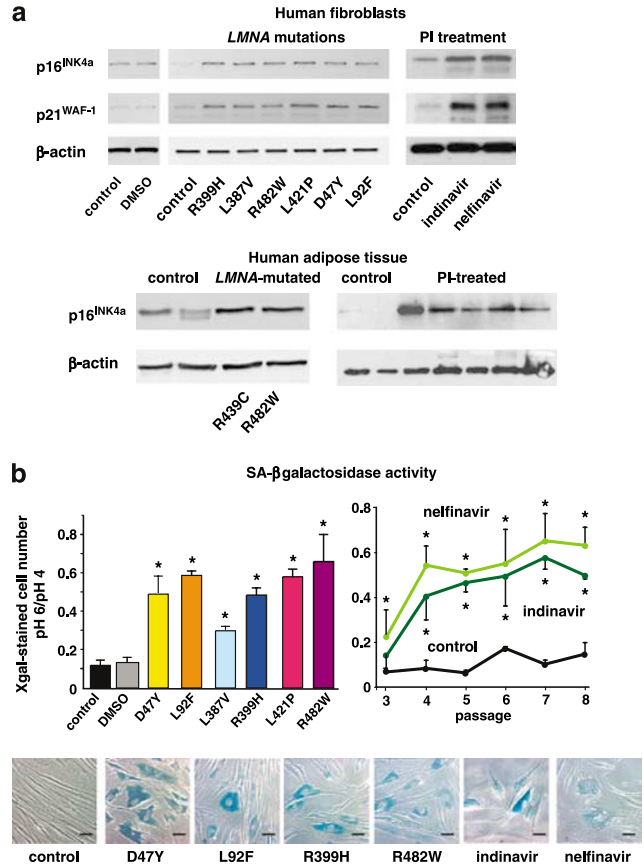 a
Human fibroblasts
LMNA mutations PI treatment
p16INK4a
p21WAF-1
β-actin
control DMSO control R399H L387V R482W L421P D47Y L92F control indinavir nelfinavir
Human adipose tissue
control LMNA-mutated control PI-treated
p16INK4a
β-actin
R439C R482W
b
SA-βgalactosidase activity
Xgal-stained cell number
pH 6/pH 4
0.8
0.6
0.4
0.2
0
* * * * * *
control DMSO D47Y L92F L387V R399H L421P R482W
0.8
0.6
0.4
0.2
0
nelfinavir
indinavir
control
* * * * * *
* * * * *
3 4 5 6 7 8
passage
control D47Y L92F R399H R482W indinavir nelfinavir